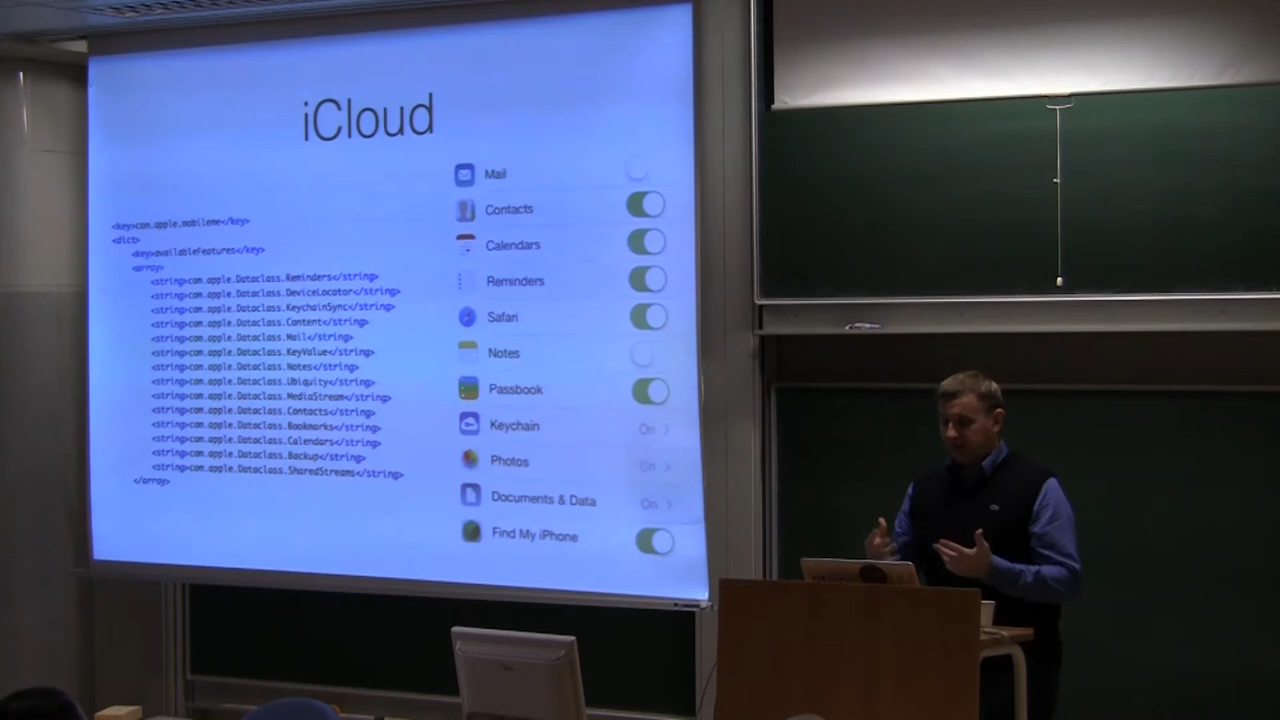 iCloud
<key>com.apple.mobileme</key>
<dict>
<key>availableFeatures</key>
<array>
<string>com.apple.Dataclass.Reminders</string>
<string>com.apple.Dataclass.DeviceLocator</string>
<string>com.apple.Dataclass.KeychainSync</string>
<string>com.apple.Dataclass.Content</string>
<string>com.apple.Dataclass.Mail</string>
<string>com.apple.Dataclass.KeyValue</string>
<string>com.apple.Dataclass.Notes</string>
<string>com.apple.Dataclass.Ubiquity</string>
<string>com.apple.Dataclass.MediaStream</string>
<string>com.apple.Dataclass.Contacts</string>
<string>com.apple.Dataclass.Bookmarks</string>
<string>com.apple.Dataclass.Calendars</string>
<string>com.apple.Dataclass.Backup</string>
<string>com.apple.Dataclass.SharedStreams</string>
</array>
Mail
Contacts
Calendars
Reminders
Safari
Notes
Passbook
Keychain On >
Photos On >
Documents & Data On >
Find My iPhone